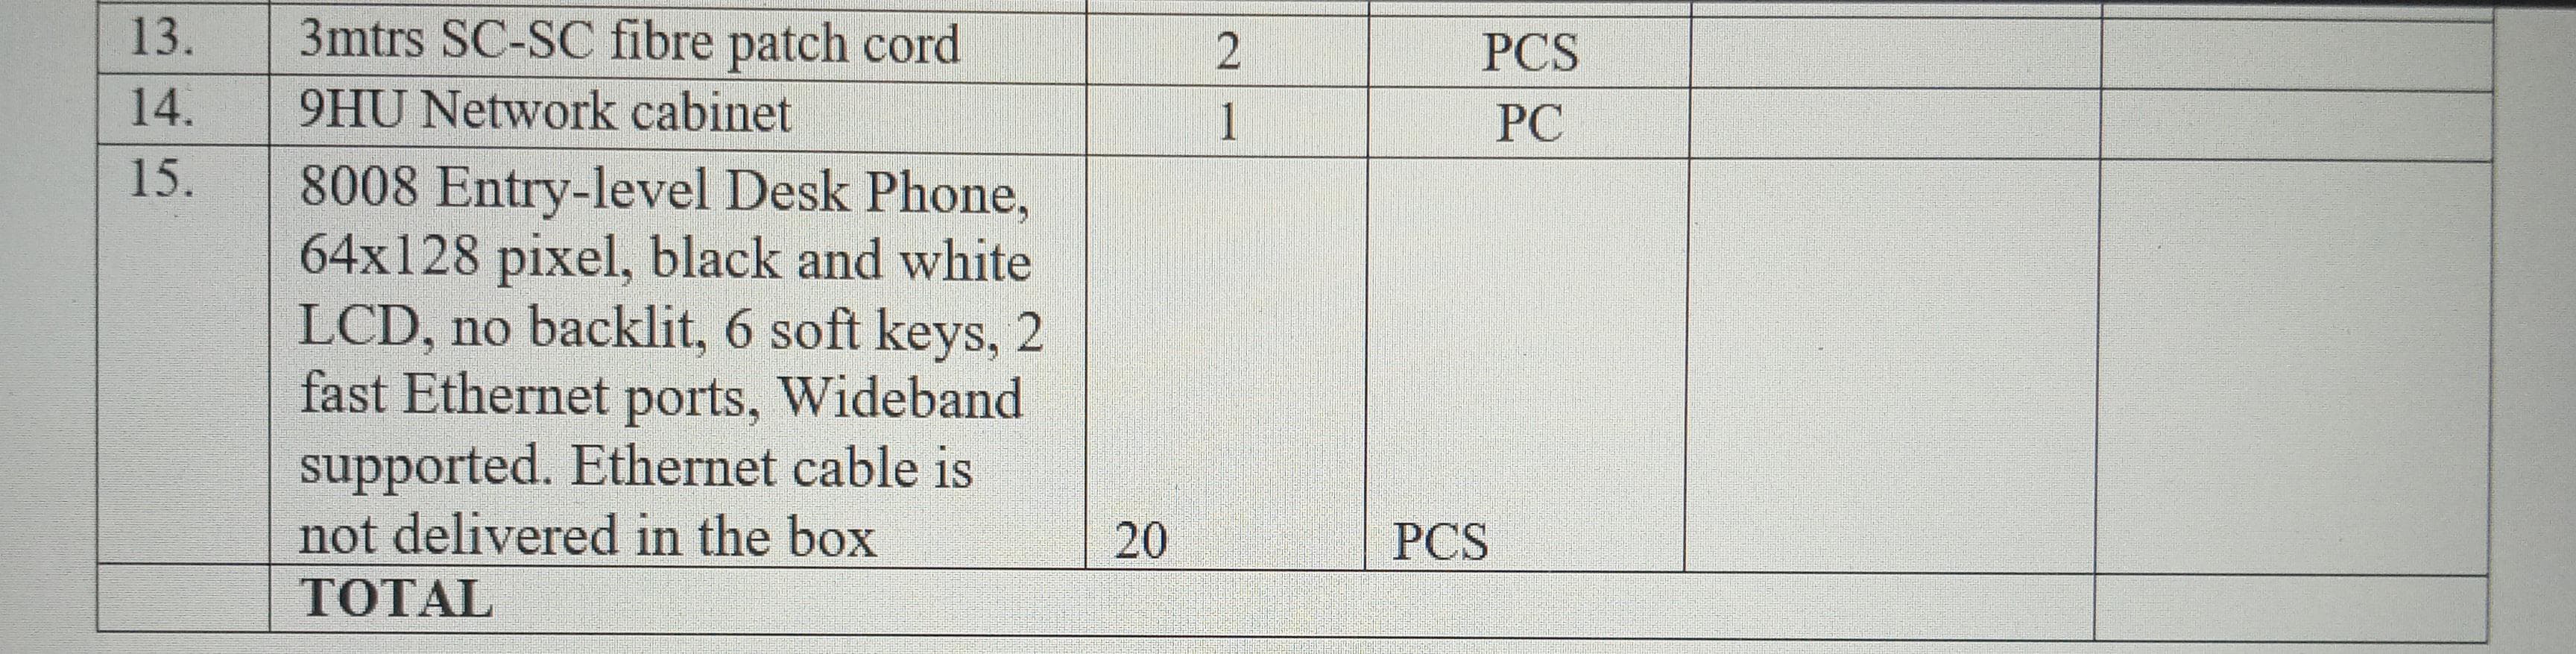 13. 3mtrs SC-SC fibre patch cord 2 PCS
14. 9HU Network cabinet 1 PC
15. 8008 Entry-level Desk Phone,
64x128 pixel, black and white
LCD, no backlit, 6 soft keys, 2
fast Ethernet ports, Wideband
supported. Ethernet cable is
not delivered in the box 20 PCS
TOTAL